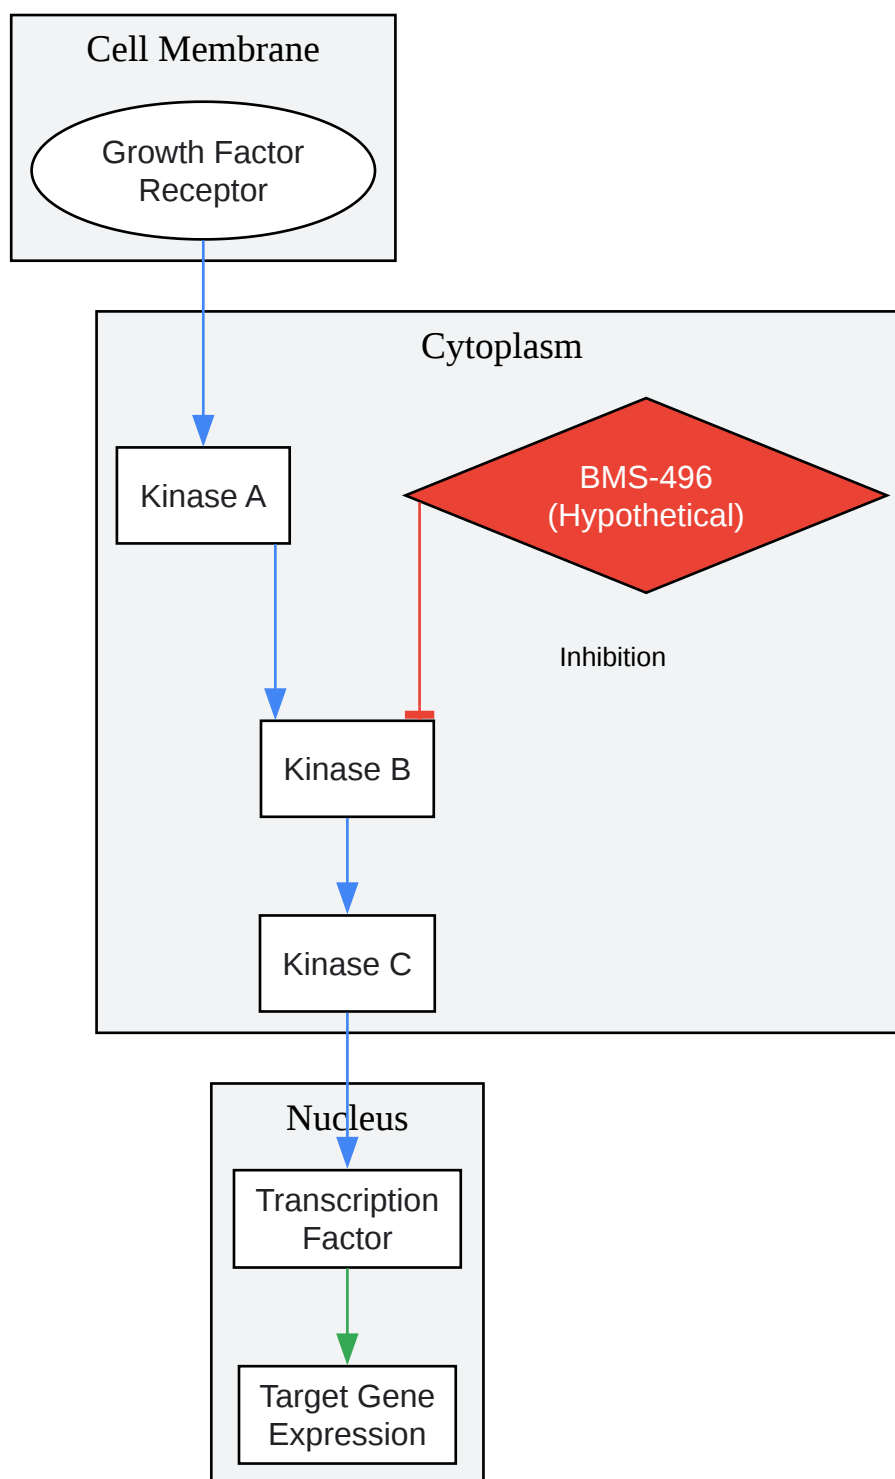 Cell Membrane
Growth Factor
Receptor
Cytoplasm
Kinase A
BMS-496
(Hypothetical)
Inhibition
Kinase B
Kinase C
Nucleus
Transcription
Factor
Target Gene
Expression